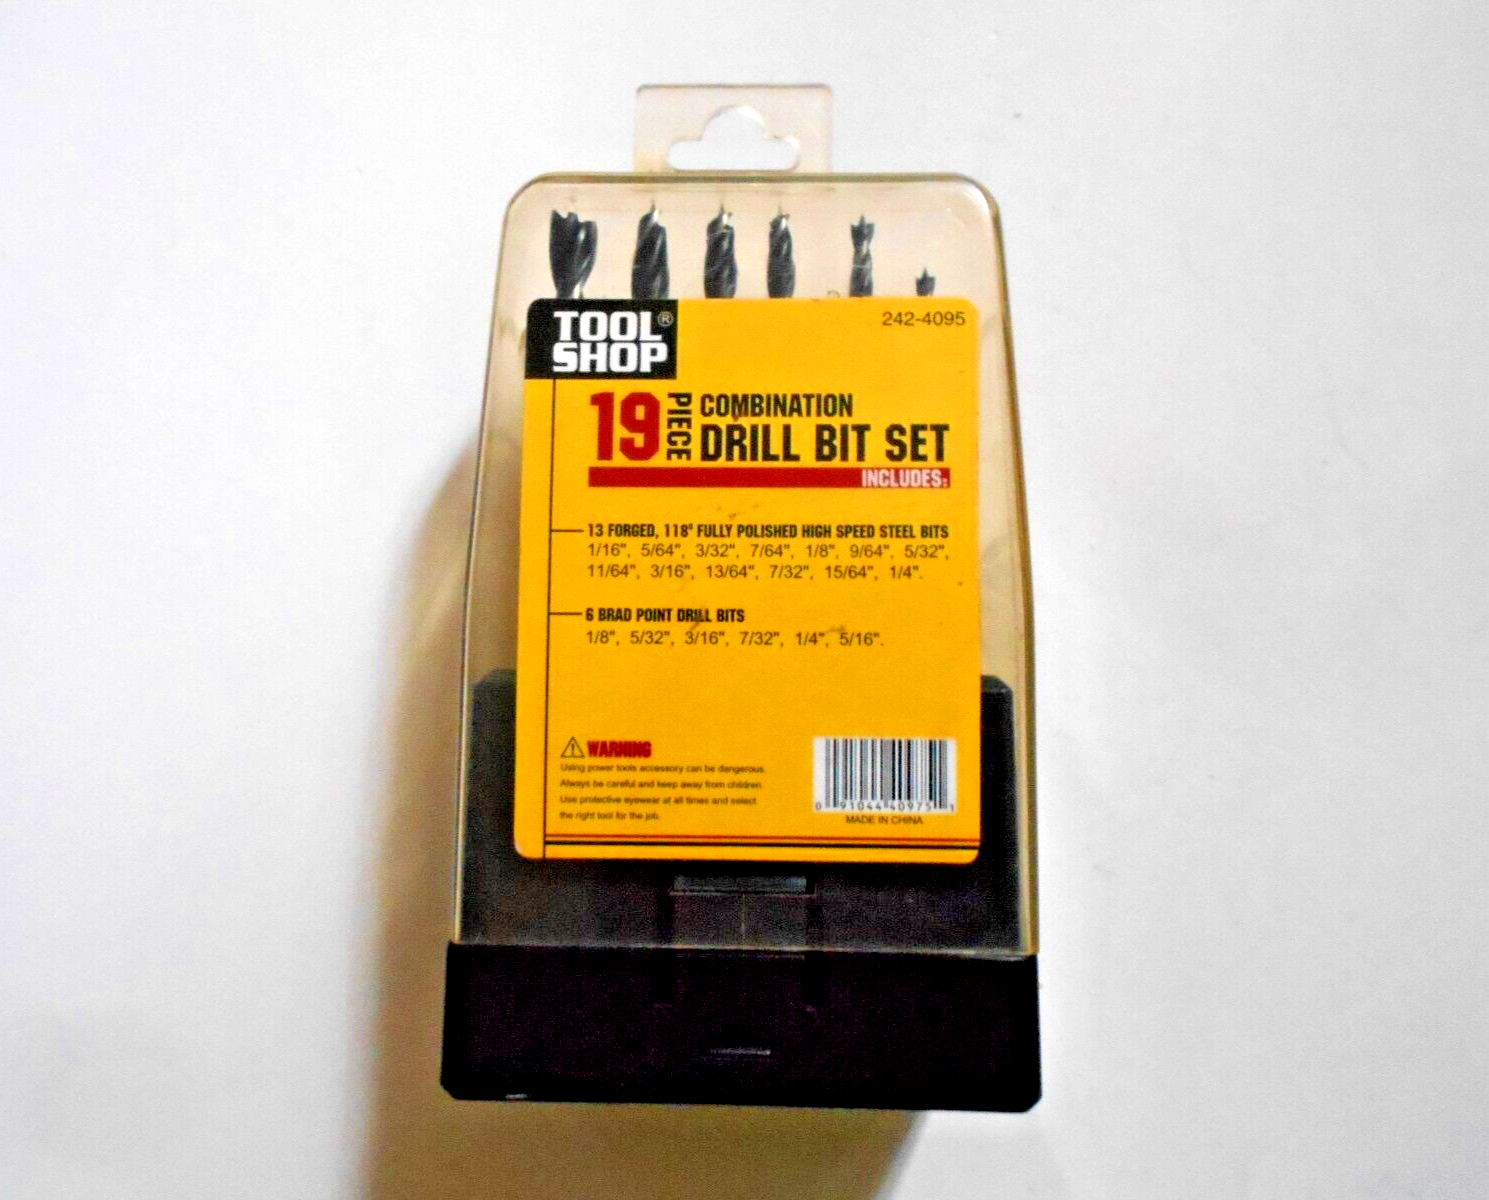 TOOL®
SHOP
242-4095
19 PIECE COMBINATION
DRILL BIT SET
INCLUDES:
13 FORGED, 118° FULLY POLISHED HIGH SPEED STEEL BITS
1/16", 5/64", 3/32", 7/64", 1/8", 9/64", 5/32",
11/64", 3/16", 13/64", 7/32", 15/64", 1/4".
6 BRAD POINT DRILL BITS
1/8", 5/32", 3/16", 7/32", 1/4", 5/16".
WARNING
Using power tools accessory can be dangerous.
Always be careful and keep away from children.
Use protective eyewear at all times and select
the right tool for the job.
0 91044 40975 1
MADE IN CHINA